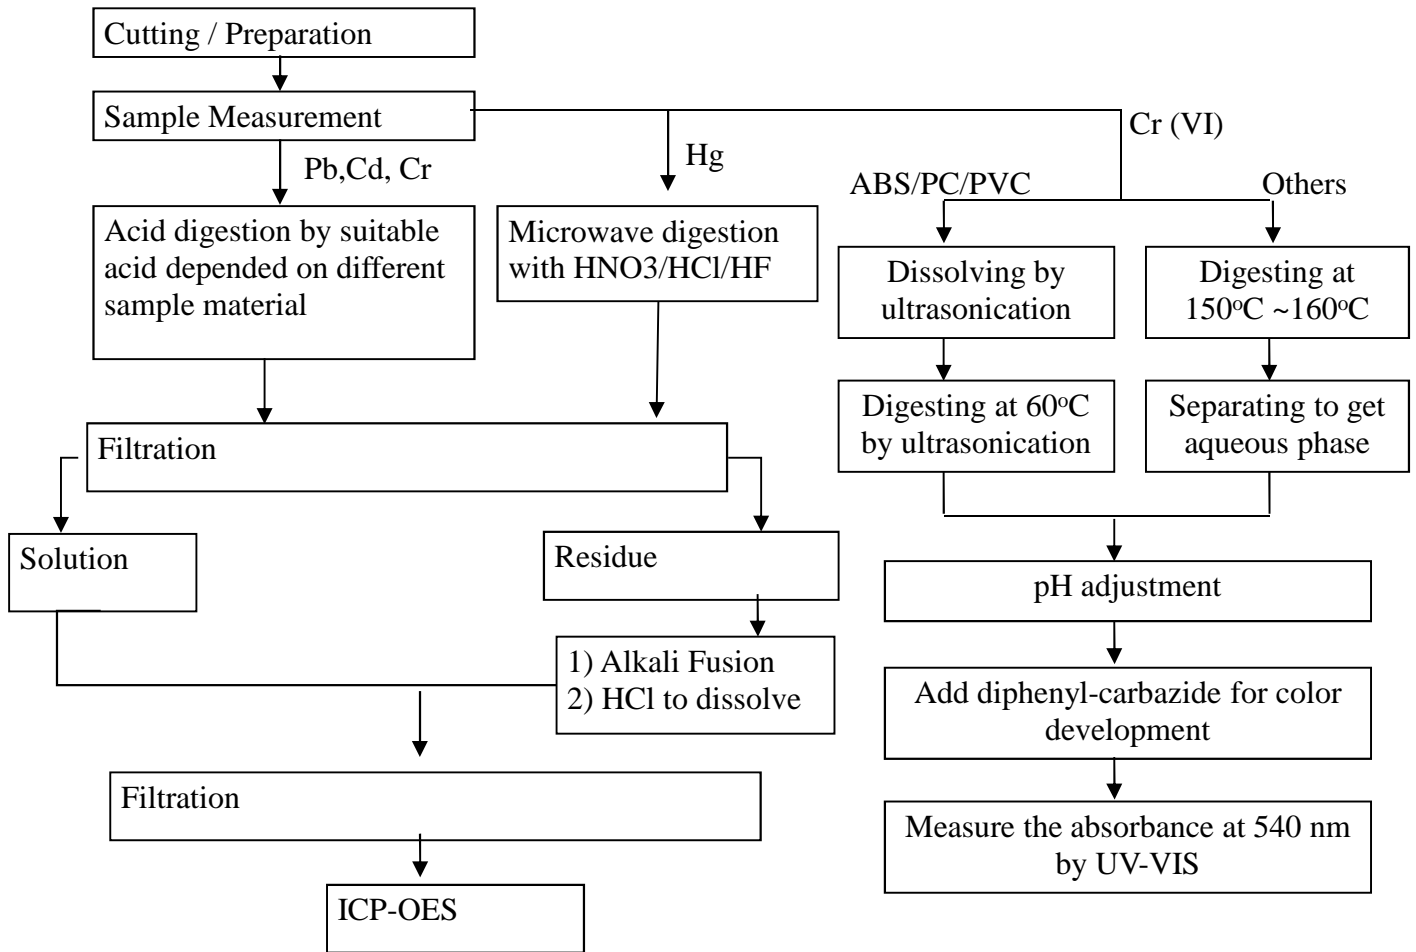 Cutting / Preparation
Sample Measurement
Pb,Cd, Cr
Hg
Cr (VI)
ABS/PC/PVC
Others
Acid digestion by suitable
acid depended on different
sample material
Microwave digestion
with HNO3/HCl/HF
Dissolving by
ultrasonication
Digesting at
150°C ~160°C
Digesting at 60°C
by ultrasonication
Separating to get
aqueous phase
Filtration
Solution
Residue
1) Alkali Fusion
2) HCl to dissolve
pH adjustment
Add diphenyl-carbazide for color
development
Filtration
Measure the absorbance at 540 nm
by UV-VIS
ICP-OES